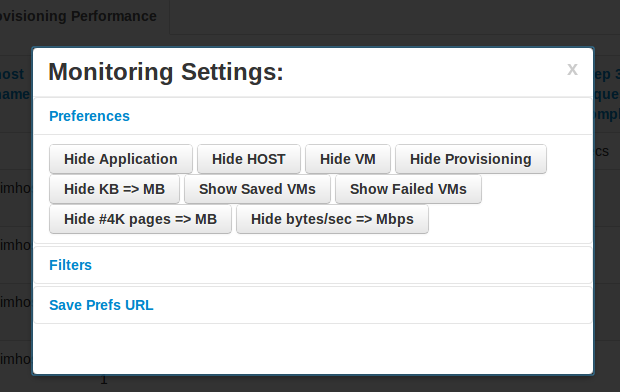 ovisioning Performance
Monitoring Settings:
x
Preferences
Hide Application Hide HOST Hide VM Hide Provisioning
Hide KB => MB Show Saved VMs Show Failed VMs
Hide #4K pages => MB Hide bytes/sec => Mbps
Filters
Save Prefs URL
ost
ame
ep 3
que
mpl
cs
imho
imho
imho
imho
1